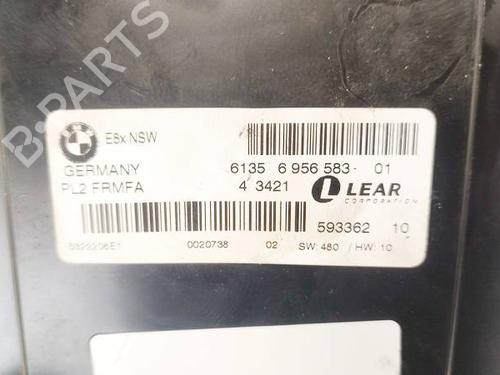 B-PARTS
BMW
E8x NSW
GERMANY 6135 6 956 583- 01
PL2 FRMFA 4 3421 LEAR
CORPORATION
593362 10
0020738 02 SW: 480 / HW: 10